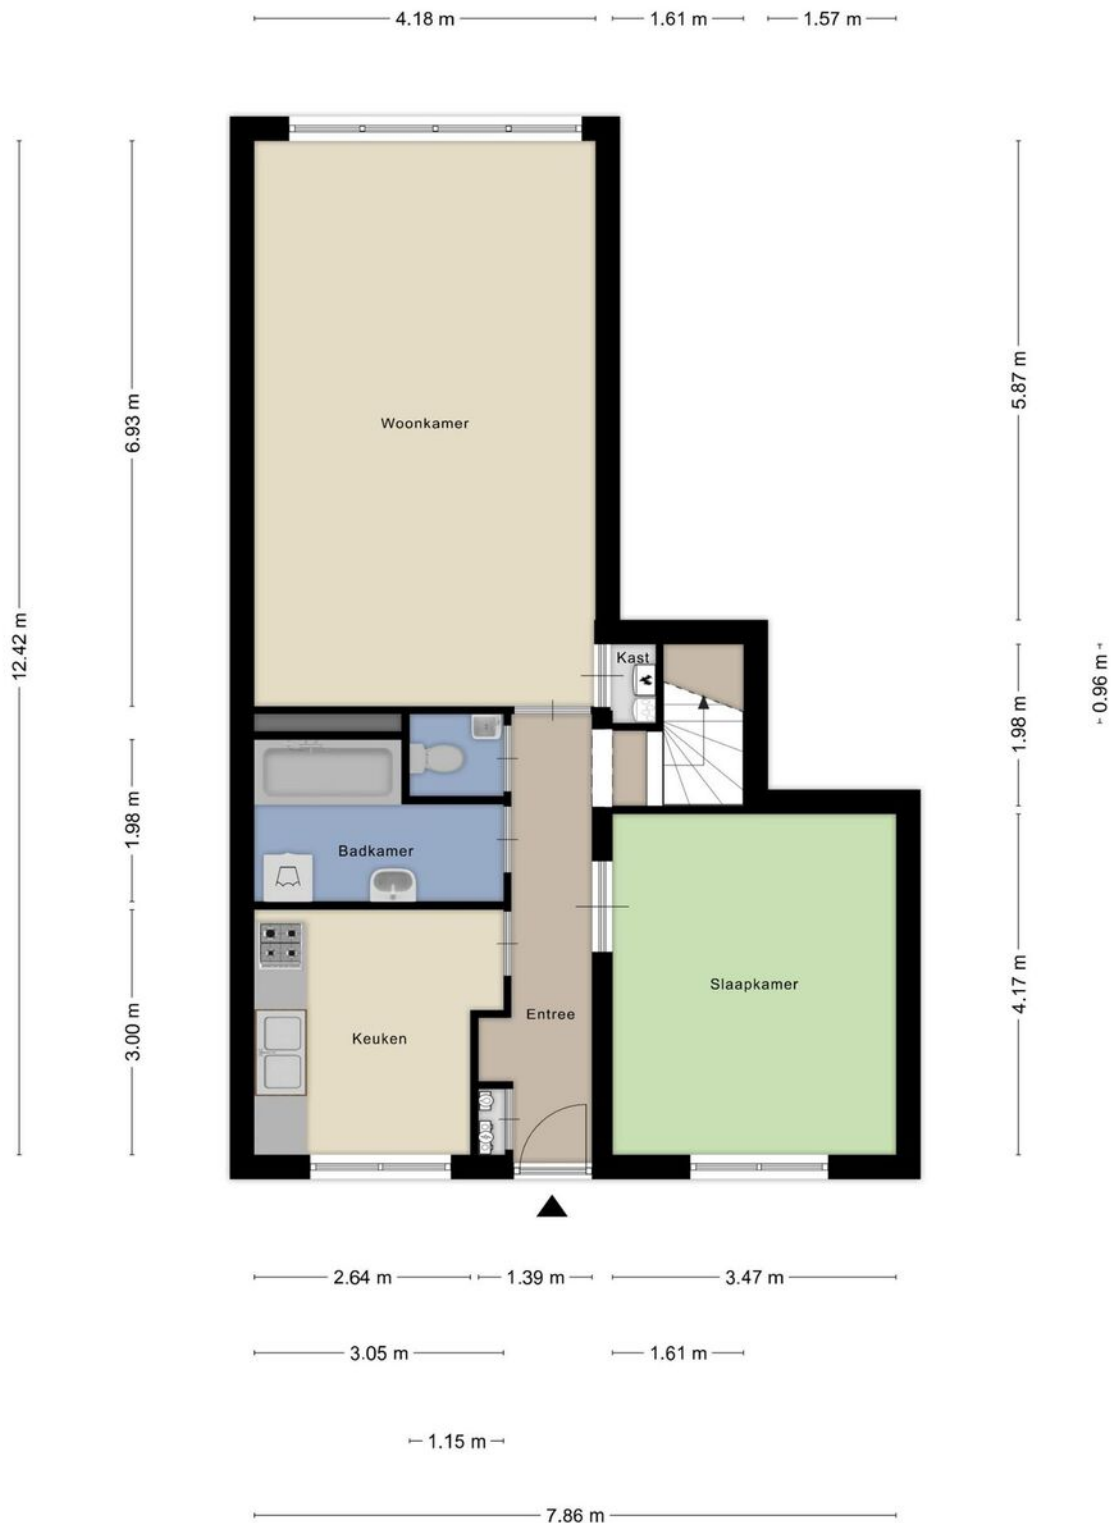 4.18 m
1.61 m
1.57 m
12.42 m
6.93 m
5.87 m
Woonkamer
Kast
0.96 m
1.98 m
1.98 m
Badkamer
4.17 m
Slaapkamer
3.00 m
Entree
Keuken
2.64 m
1.39 m
3.47 m
3.05 m
1.61 m
1.15 m
7.86 m